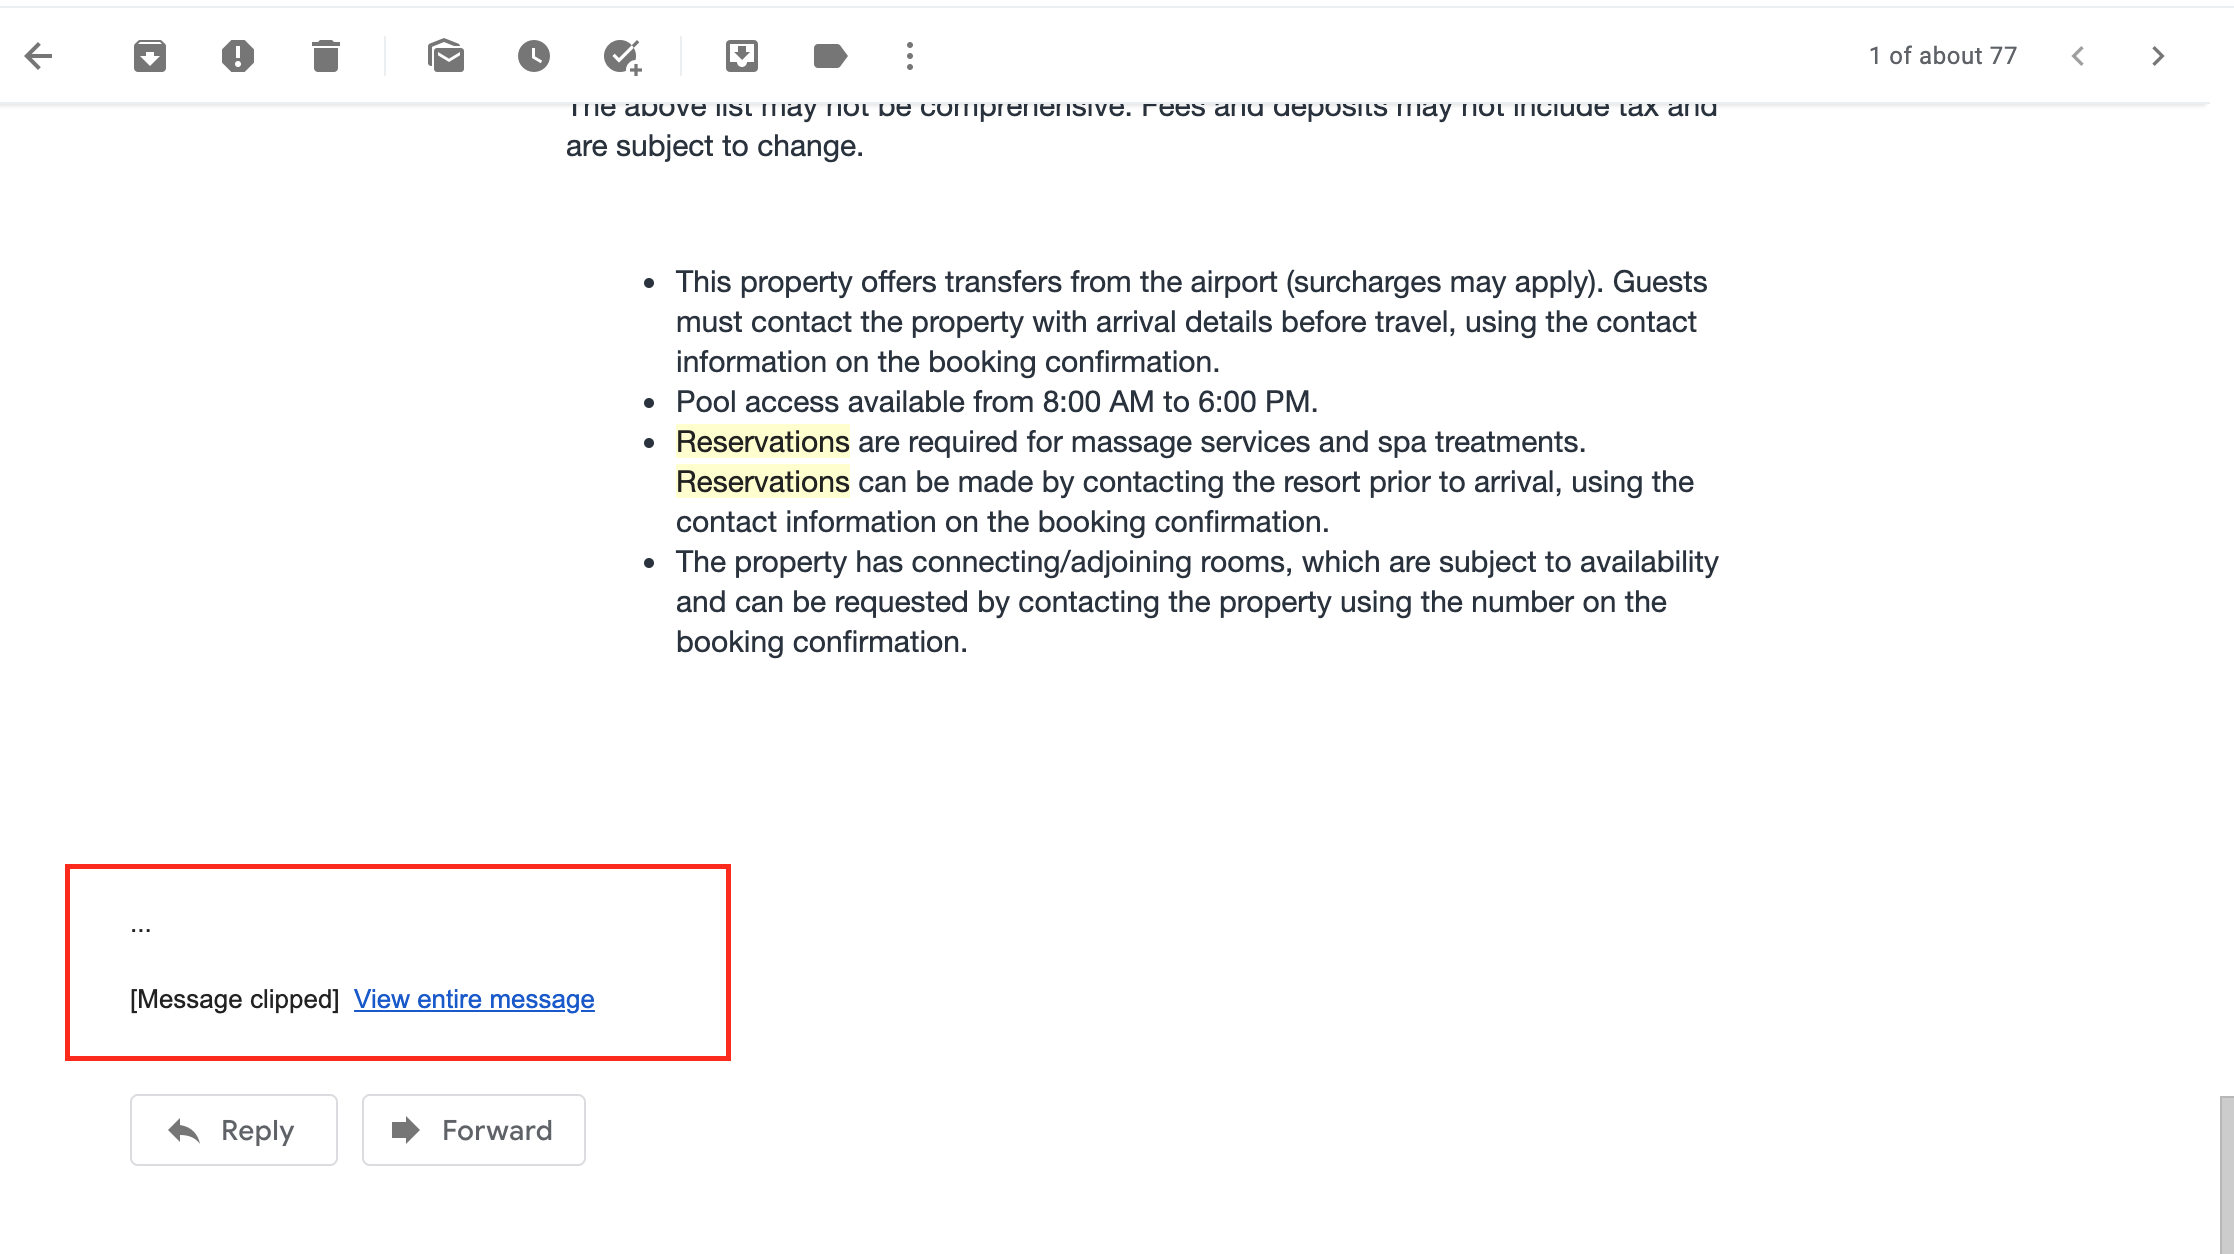 1 of about 77
The above list may not be comprehensive. Fees and deposits may not include tax and
are subject to change.
• This property offers transfers from the airport (surcharges may apply). Guests
must contact the property with arrival details before travel, using the contact
information on the booking confirmation.
• Pool access available from 8:00 AM to 6:00 PM.
• Reservations are required for massage services and spa treatments.
Reservations can be made by contacting the resort prior to arrival, using the
contact information on the booking confirmation.
• The property has connecting/adjoining rooms, which are subject to availability
and can be requested by contacting the property using the number on the
booking confirmation.
...
[Message clipped] View entire message
Reply
Forward